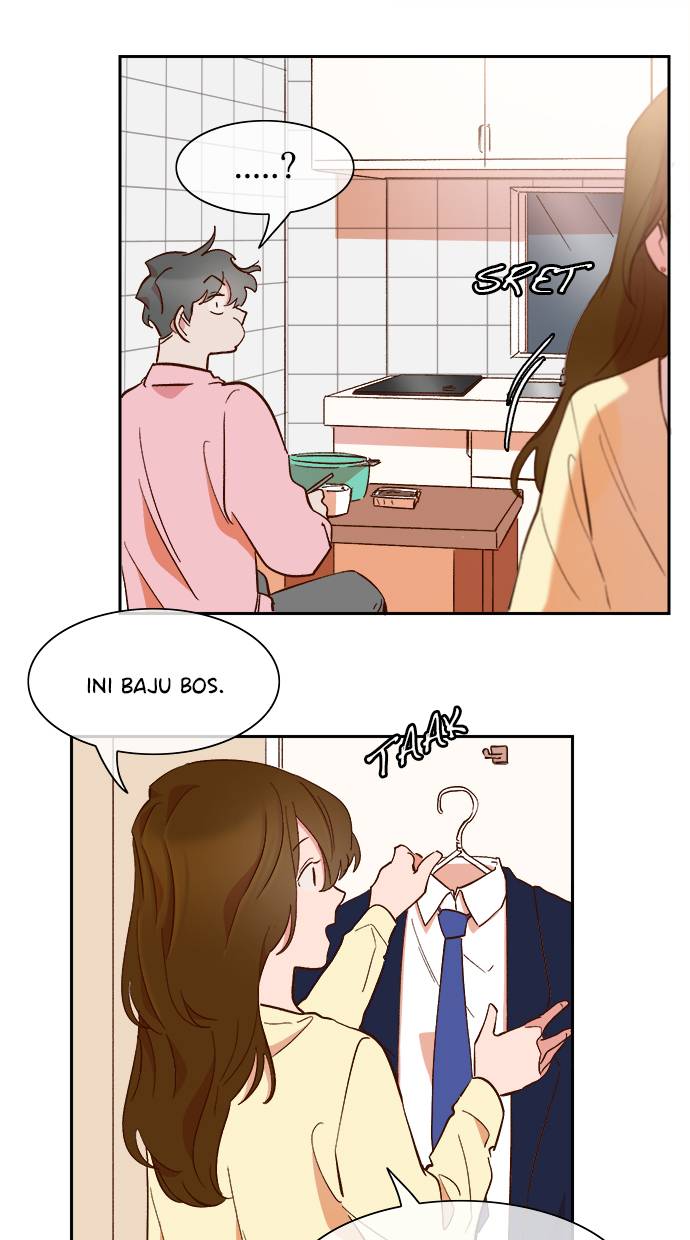 .....?
SRET
INI BAJU BOS.
TAAK